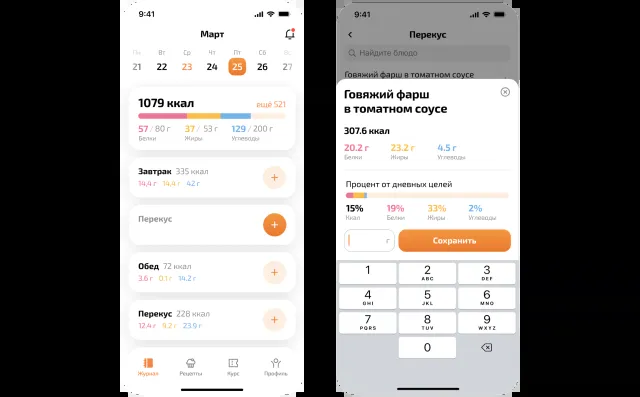 9:41
Март
Пн Вт Ср Чт Пт Сб Вс
21 22 23 24 25 26 27
1079 ккал
ещё 521
57 / 80 г 37 / 53 г 129 / 200 г
Белки Жиры Углеводы
Завтрак 335 ккал
14,4 г 14,4 г 42 г
Перекус
Обед 72 ккал
3.6 г 0.1 г 14.2 г
Перекус 228 ккал
12.4 г 9.2 г 23.9 г
Журнал Рецепты Курс Профиль
9:41
Перекус
Найдите блюдо
Говяжий фарш в томатном соусе
Говяжий фарш
в томатном соусе
307.6 ккал
20.2 г 23.2 г 4.5 г
Белки Жиры Углеводы
Процент от дневных целей
15% 19% 33% 2%
Ккал Белки Жиры Углеводы
г
Сохранить
1 2 3
ABC DEF
4 5 6
GHI JKL MNO
7 8 9
PQRS TUV WXYZ
0